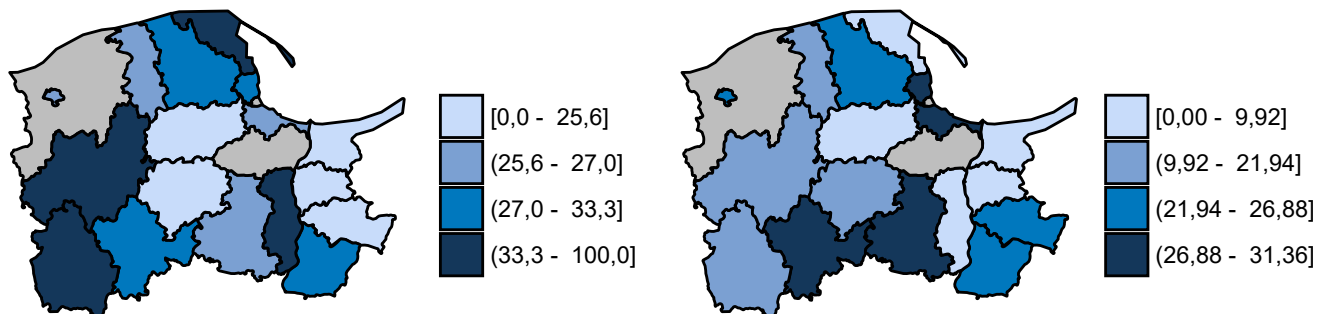 [0,0 - 25,6]
(25,6 - 27,0]
(27,0 - 33,3]
(33,3 - 100,0]
[0,00 - 9,92]
(9,92 - 21,94]
(21,94 - 26,88]
(26,88 - 31,36]